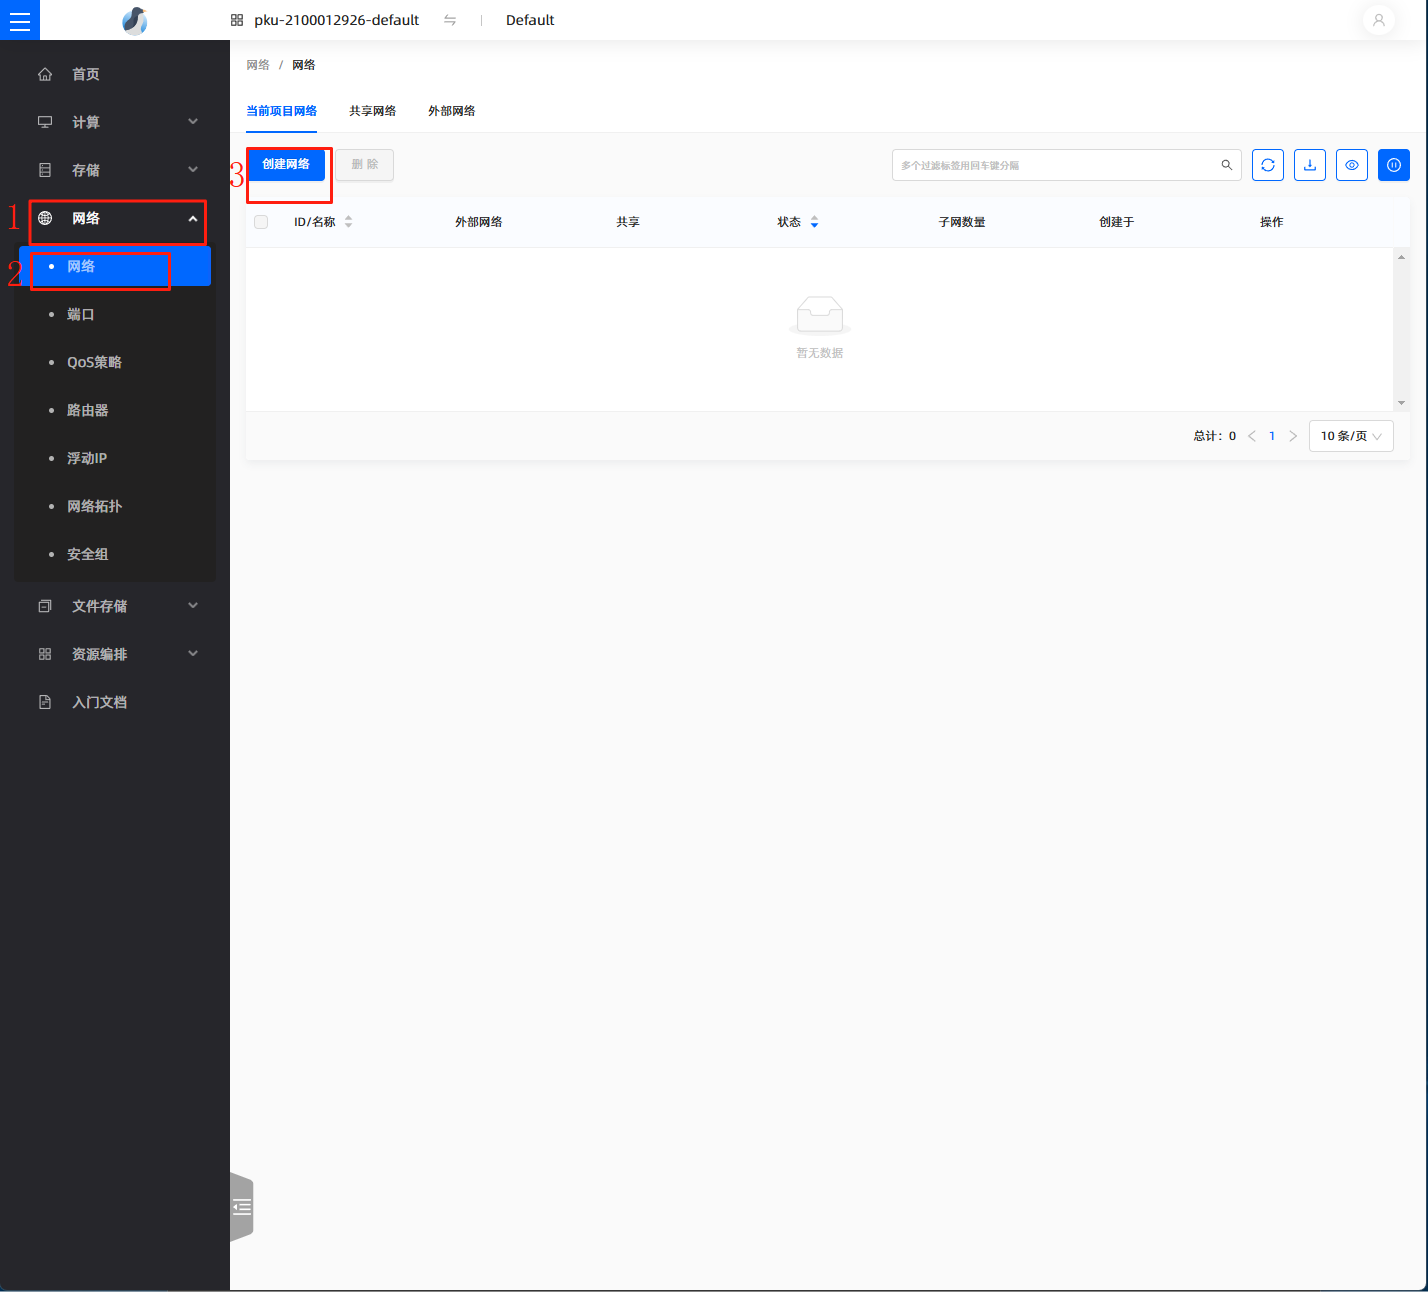 pku-2100012926-default
Default
首页
计算
存储
1
网络
2
网络
端口
QoS策略
路由器
浮动IP
网络拓扑
安全组
文件存储
资源编排
入门文档
网络 / 网络
当前项目网络 共享网络 外部网络
3
创建网络 删 除
多个过滤标签用回车键分隔
ID/名称 外部网络 共享 状态 子网数量 创建于 操作
暂无数据
总计：0 1 10 条/页